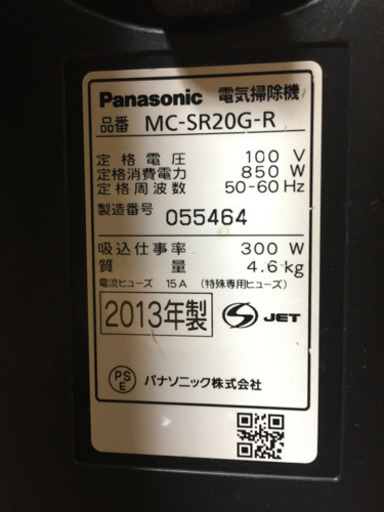 Panasonic 電気掃除機
品番 MC-SR20G-R
定格電圧 100 V
定格消費電力 850 W
定格周波数 50-60 Hz
製造番号 055464
吸込仕事率 300 W
質量 4.6 kg
電流ヒューズ 15A (特殊専用ヒューズ)
2013年製 S JET
PS E パナソニック株式会社